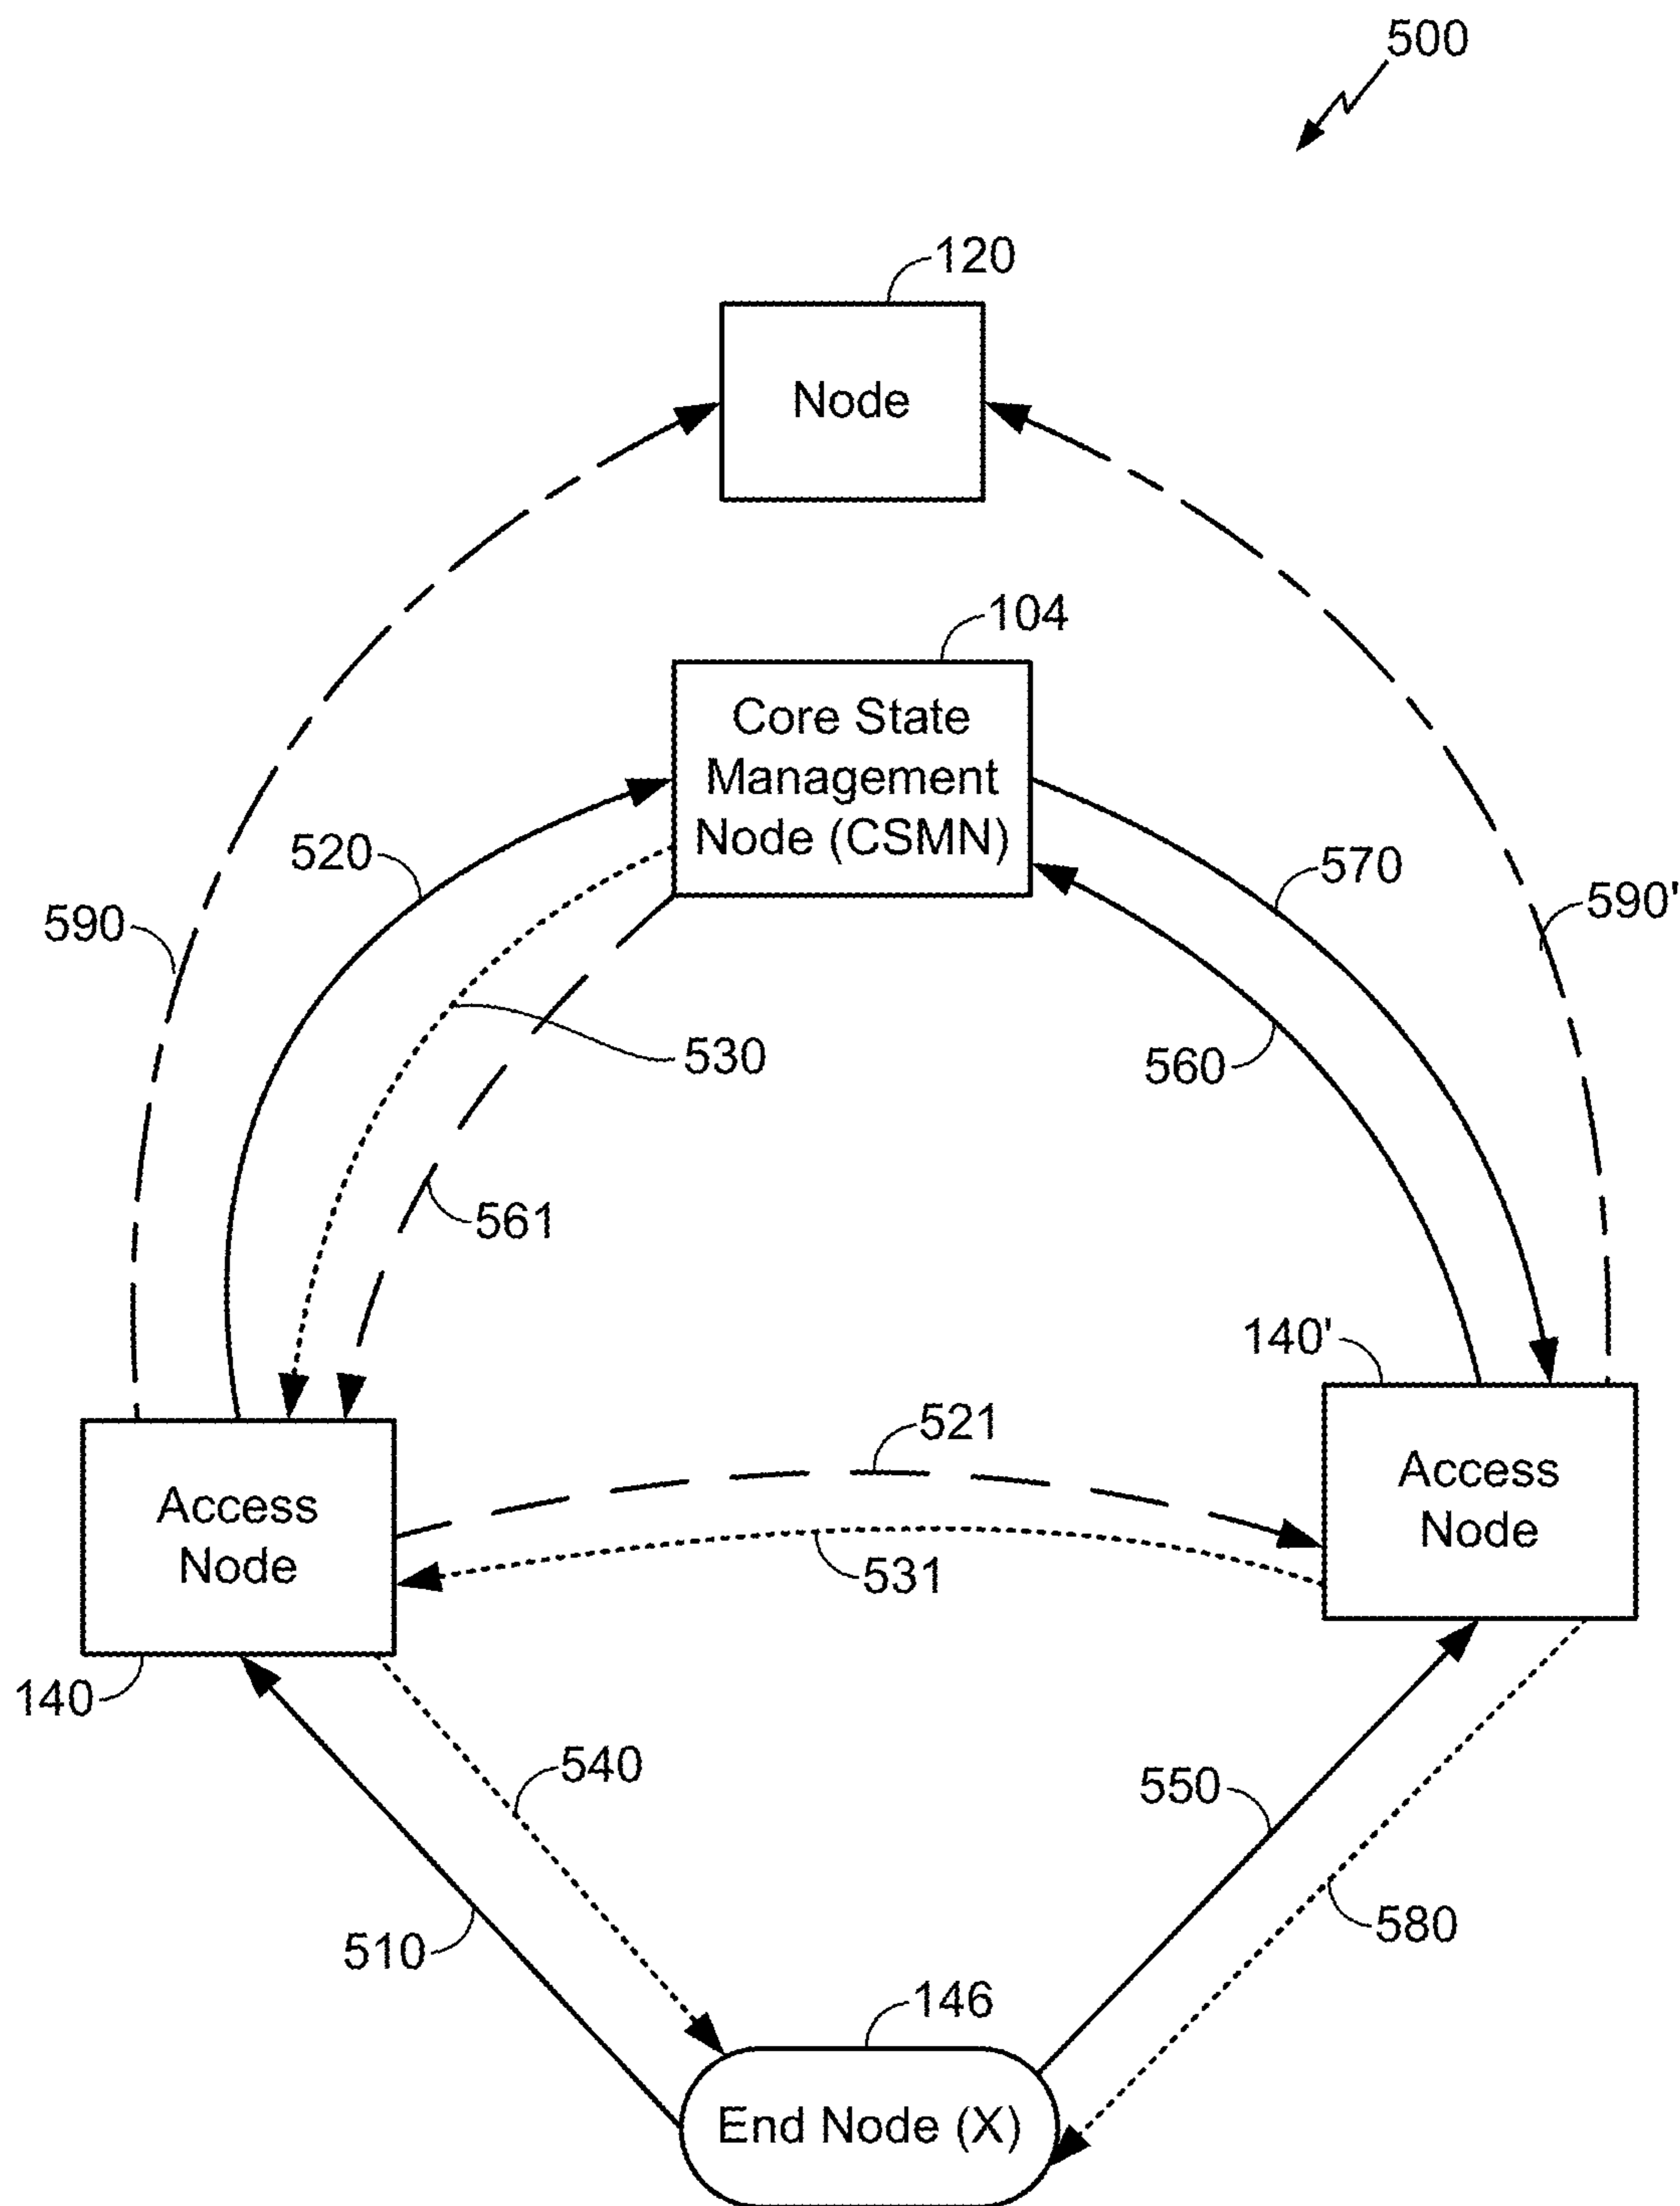 500
120
Node
104
Core State
Management
Node (CSMN)
520
570
590
590'
530
560
561
140'
521
Access
Node
Access
Node
531
140
540
550
510
580
146
End Node (X)